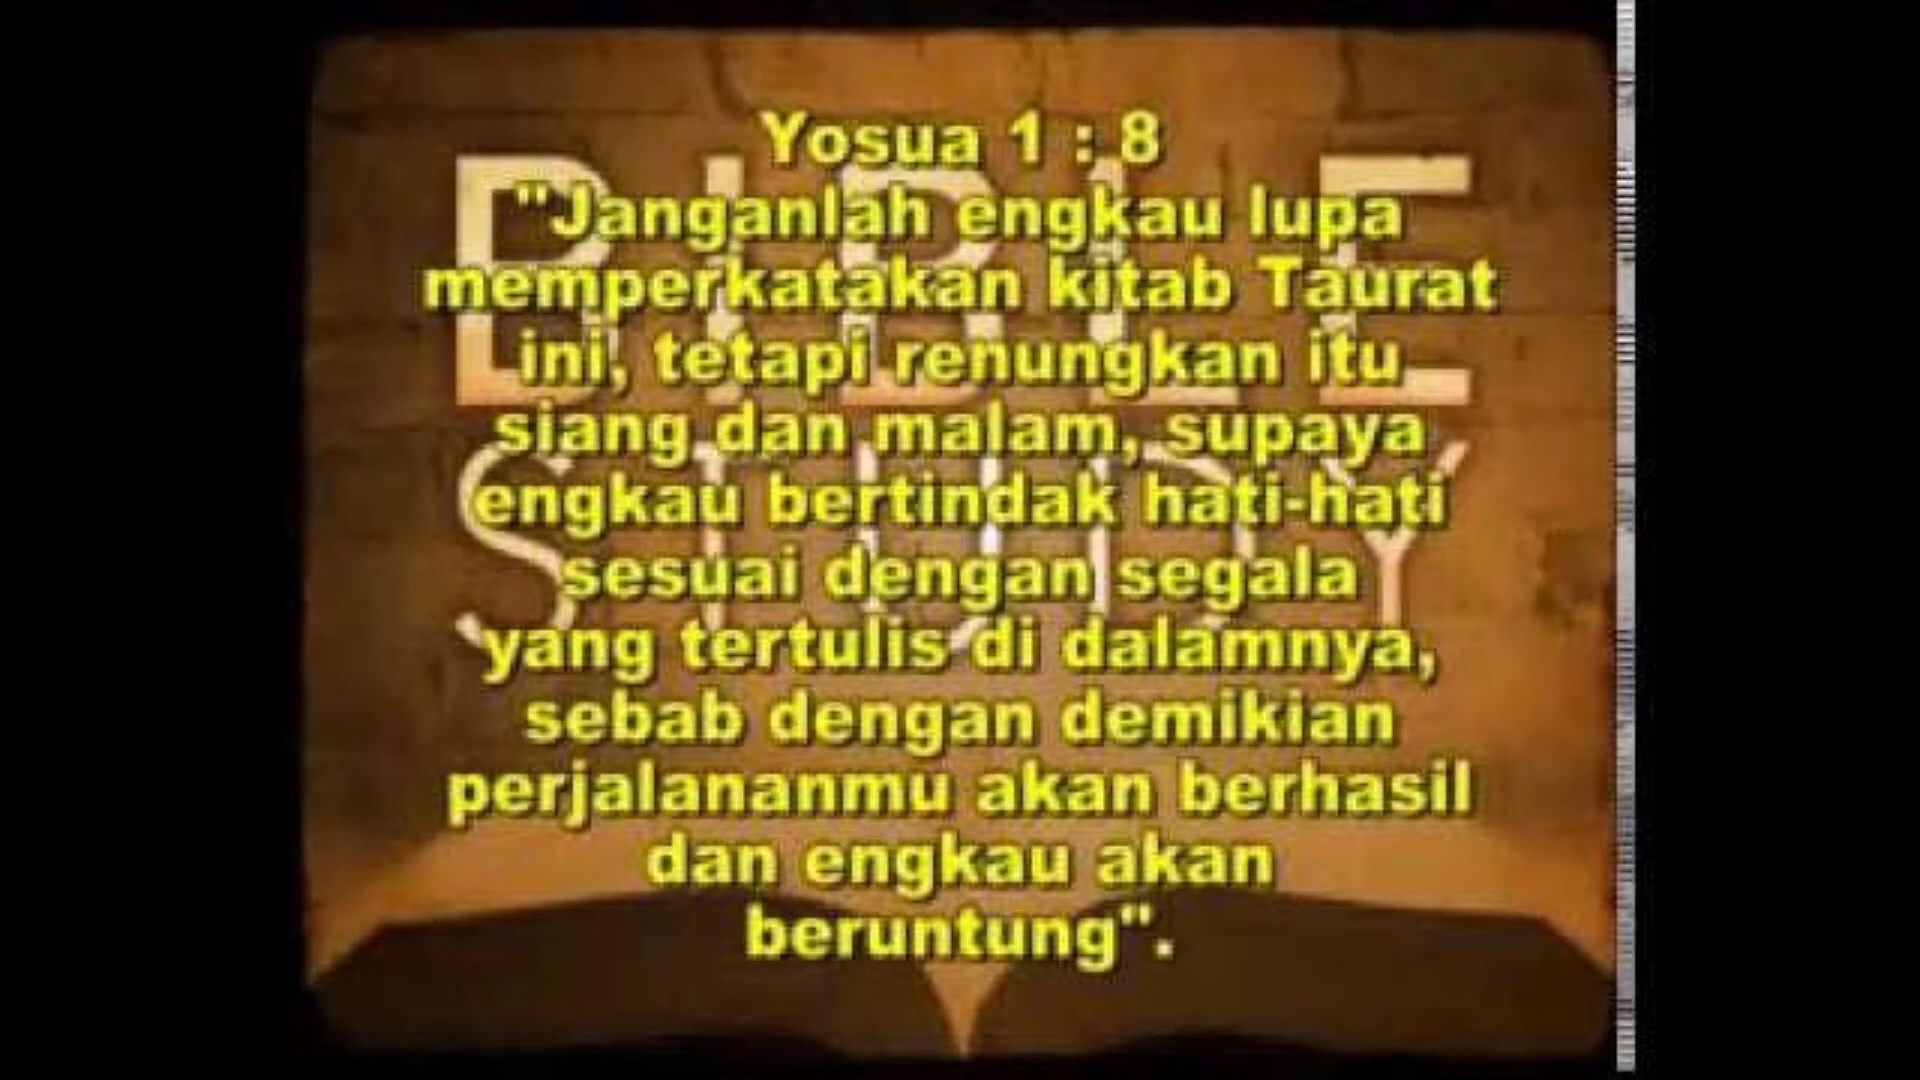 Yosua 1 : 8
"Janganlah engkau lupa
memperkatakan kitab Taurat
ini, tetapi renungkan itu
siang dan malam, supaya
engkau bertindak hati-hati
sesuai dengan segala
yang tertulis di dalamnya,
sebab dengan demikian
perjalananmu akan berhasil
dan engkau akan
beruntung".
BIBLE
STUDY